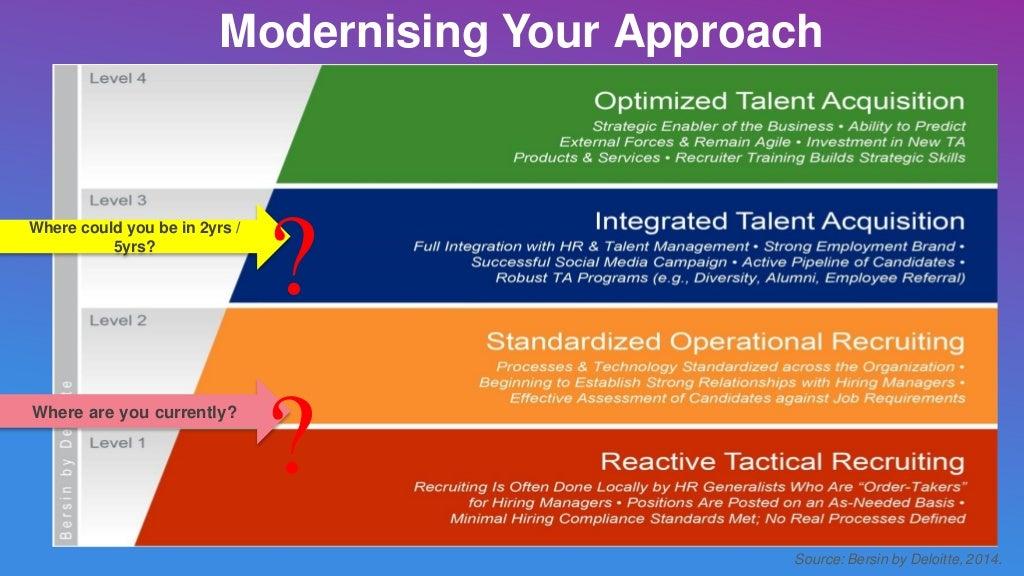 Modernising Your Approach
Level 4
Optimized Talent Acquisition
Strategic Enabler of the Business • Ability to Predict
External Forces & Remain Agile • Investment in New TA
Products & Services • Recruiter Training Builds Strategic Skills
Level 3
Where could you be in 2yrs /
5yrs?
?
Integrated Talent Acquisition
Full Integration with HR & Talent Management • Strong Employment Brand •
Successful Social Media Campaign • Active Pipeline of Candidates •
Robust TA Programs (e.g., Diversity, Alumni, Employee Referral)
Level 2
Standardized Operational Recruiting
Processes & Technology Standardized across the Organization •
Beginning to Establish Strong Relationships with Hiring Managers •
Effective Assessment of Candidates against Job Requirements
Where are you currently?
?
Level 1
Reactive Tactical Recruiting
Recruiting Is Often Done Locally by HR Generalists Who Are “Order-Takers”
for Hiring Managers • Positions Are Posted on an As-Needed Basis •
Minimal Hiring Compliance Standards Met; No Real Processes Defined
Bersin by De te
Source: Bersin by Deloitte, 2014.